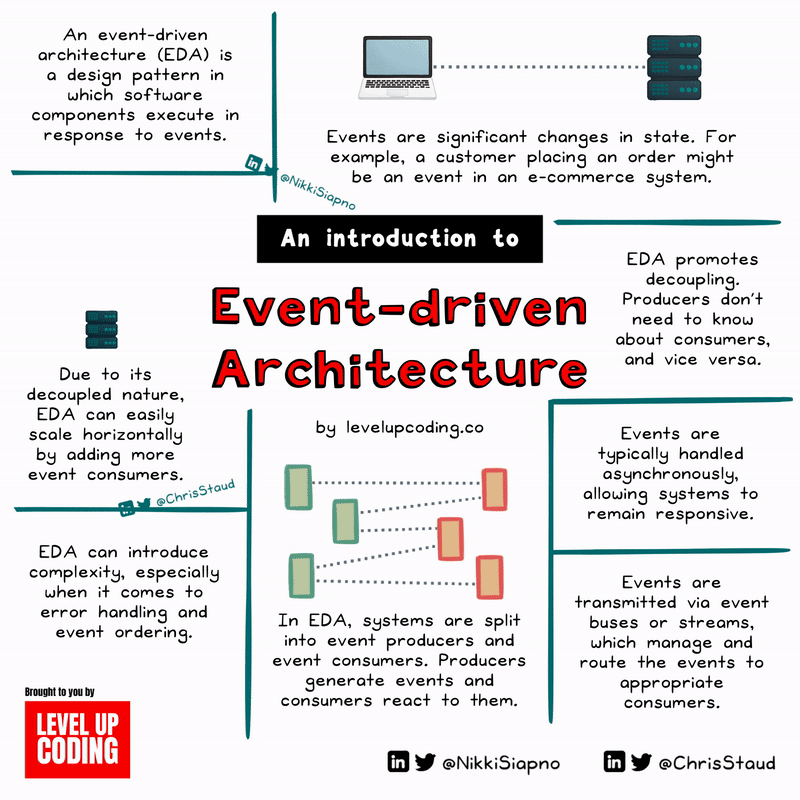 An event-driven
architecture (EDA) is
a design pattern in
which software
components execute in
response to events.
@NikkiSiapno
Events are significant changes in state. For
example, a customer placing an order might
be an event in an e-commerce system.
An introduction to
Event-driven
Architecture
by levelupcoding.co
EDA promotes
decoupling.
Producers don't
need to know
about consumers,
and vice versa.
Due to its
decoupled nature,
EDA can easily
scale horizontally
by adding more
event consumers.
@ChrisStaud
Events are
typically handled
asynchronously,
allowing systems to
remain responsive.
EDA can introduce
complexity, especially
when it comes to
error handling and
event ordering.
In EDA, systems are split
into event producers and
event consumers. Producers
generate events and
consumers react to them.
Events are
transmitted via event
buses or streams,
which manage and
route the events to
appropriate
consumers.
Brought to you by
LEVEL UP
CODING
in @NikkiSiapno
in @ChrisStaud